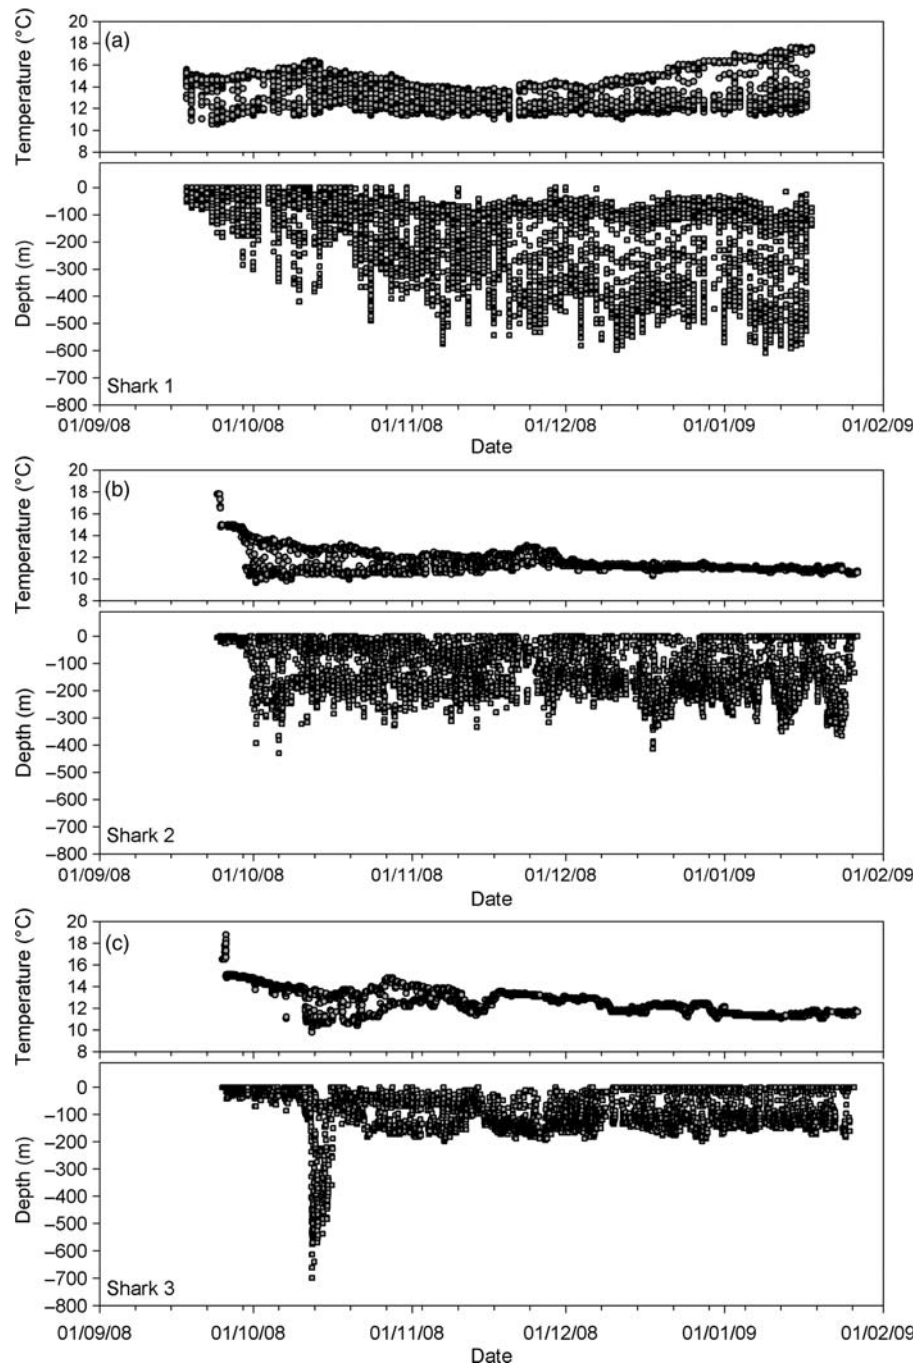 (a)
Temperature (°C)
20
18
16
14
12
10
8
Depth (m)
0
–100
–200
–300
–400
–500
–600
–700
–800
Shark 1
01/09/08 01/10/08 01/11/08 01/12/08 01/01/09 01/02/09
Date
(b)
Temperature (°C)
20
18
16
14
12
10
8
Depth (m)
0
–100
–200
–300
–400
–500
–600
–700
–800
Shark 2
01/09/08 01/10/08 01/11/08 01/12/08 01/01/09 01/02/09
Date
(c)
Temperature (°C)
20
18
16
14
12
10
8
Depth (m)
0
–100
–200
–300
–400
–500
–600
–700
–800
Shark 3
01/09/08 01/10/08 01/11/08 01/12/08 01/01/09 01/02/09
Date